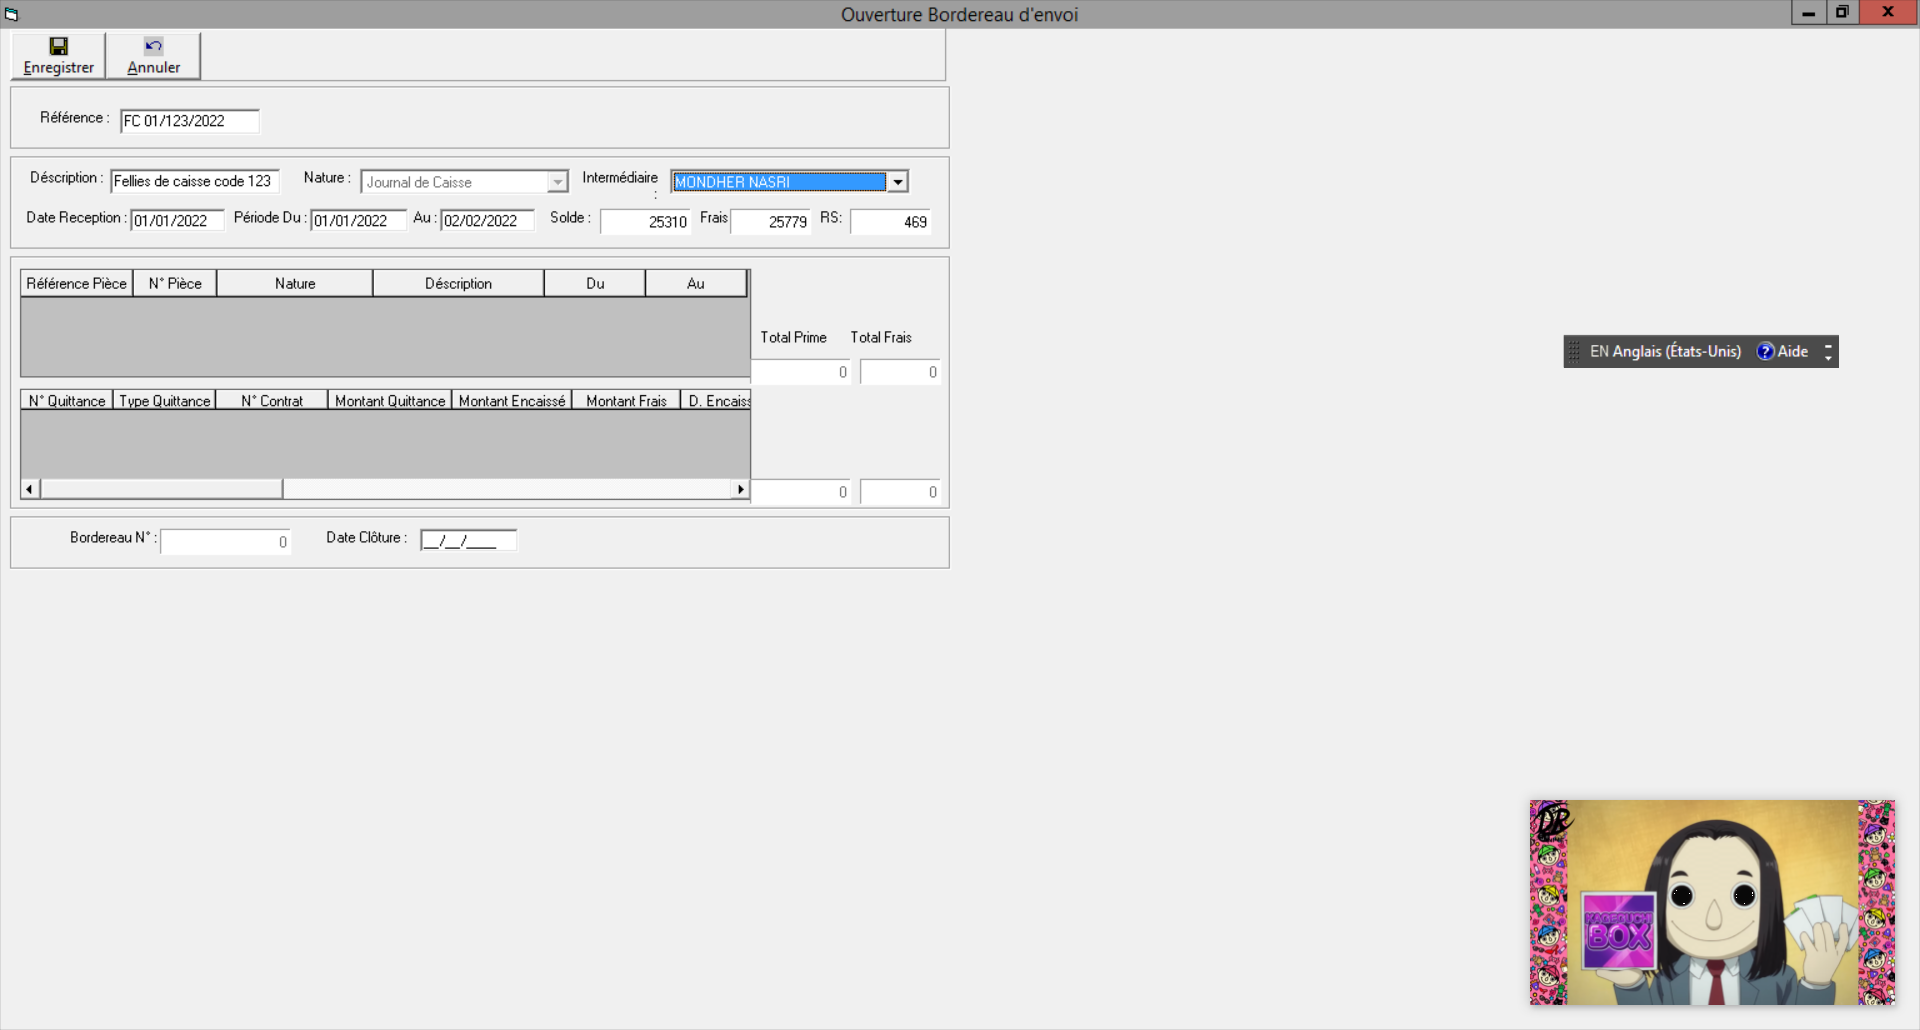 Ouverture Bordereau d'envoi
Enregistrer Annuler
Référence : FC 01/123/2022
Déscription : Fellies de caisse code 123 Nature : Journal de Caisse Intermédiaire : MONDHER NASRI
Date Reception : 01/01/2022 Période Du : 01/01/2022 Au : 02/02/2022 Solde : 25310 Frais 25779 RS: 469
Référence Pièce N° Pièce Nature Déscription Du Au
Total Prime Total Frais
EN Anglais (États-Unis) Aide
0 0
N° Quittance Type Quittance N° Contrat Montant Quittance Montant Encaissé Montant Frais D. Encaiss
0 0
Bordereau N° : 0 Date Clôture : __/__/____
DR
BOX